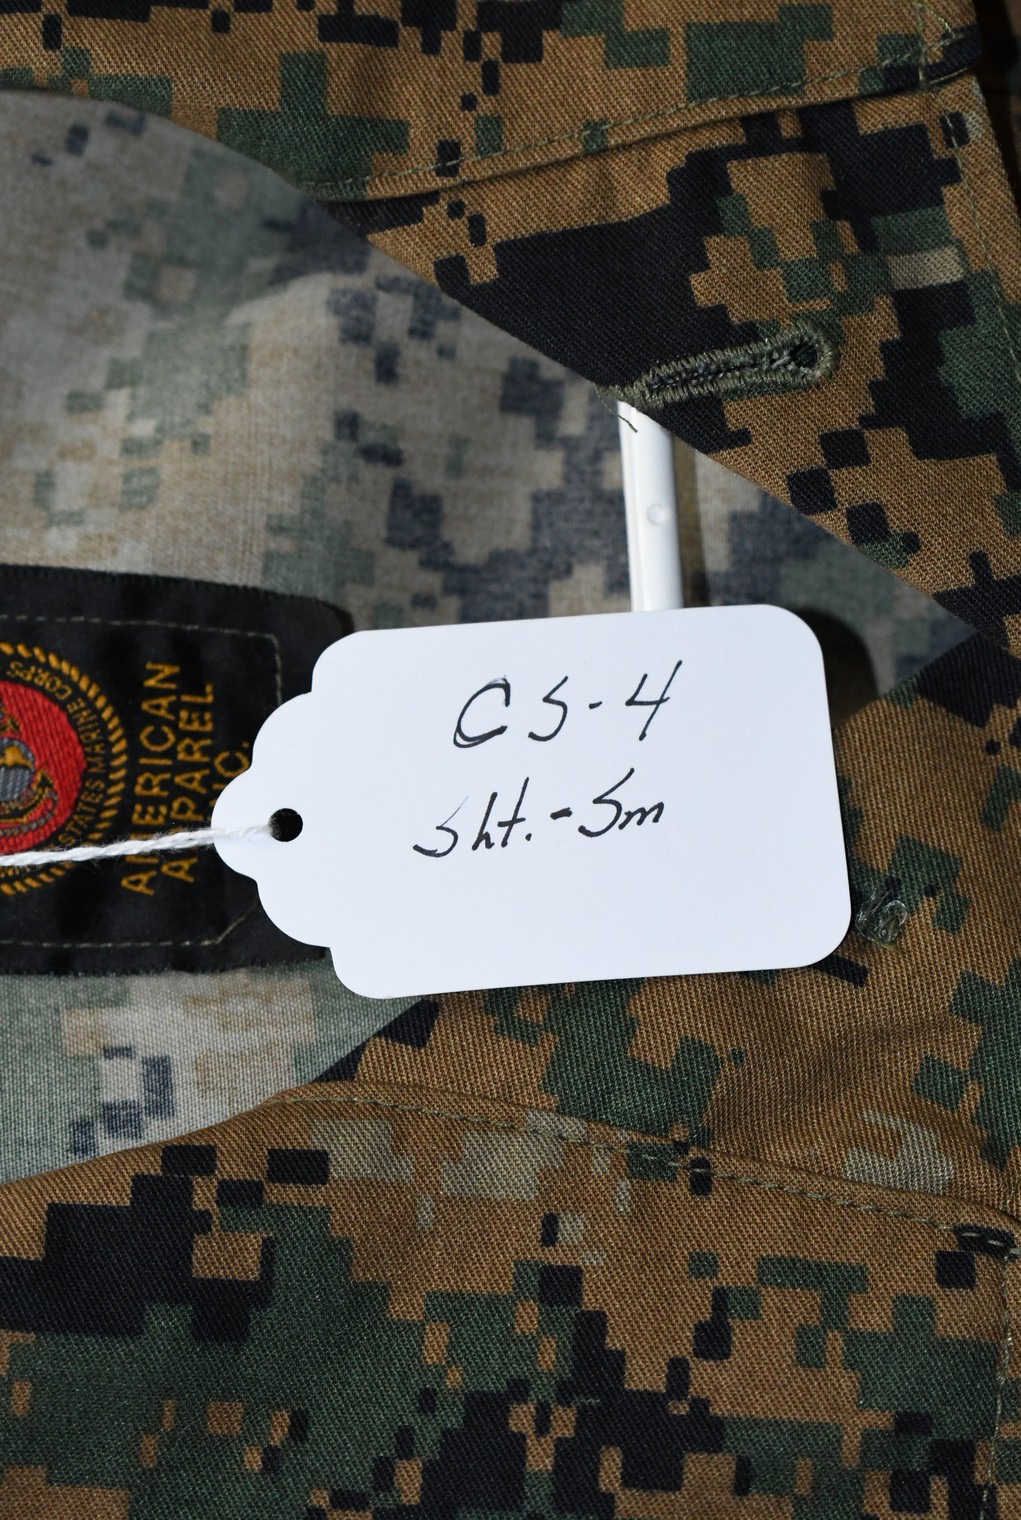 CS-4
Sht.-Sm
AMERICAN
APPAREL
INC.
STATES MARINE CORPS